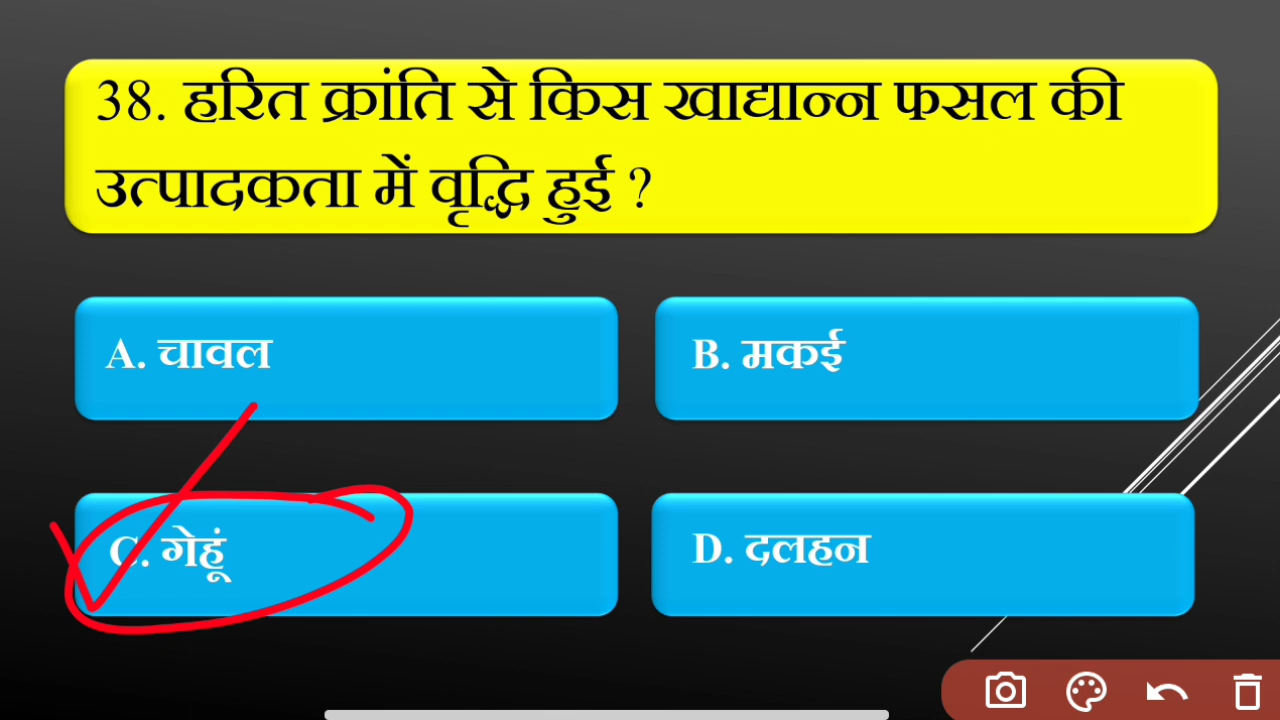 38. हरित क्रांति से किस खाद्यान्न फसल की
उत्पादकता में वृद्धि हुई ?
A. चावल
B. मकई
C. गेहूं
D. दलहन